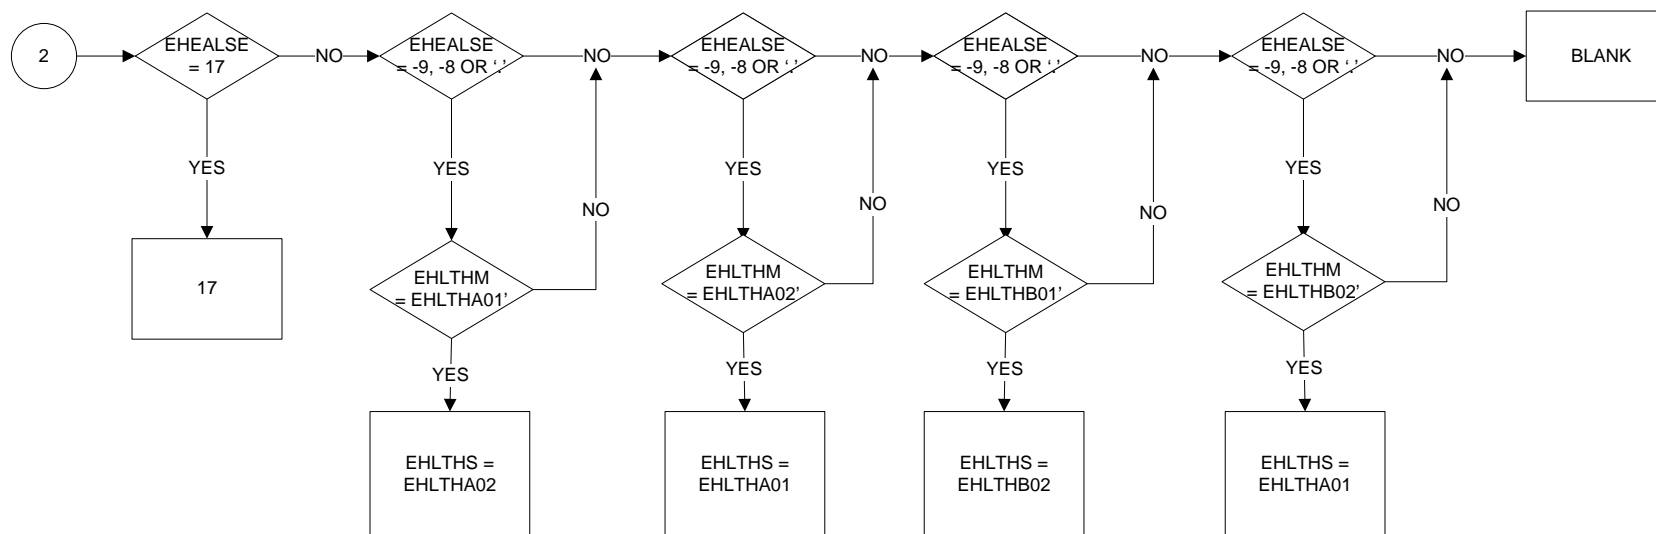 2
EHEALSE
= 17
NO
EHEALSE
= -9, -8 OR ‘.’
NO
EHEALSE
= -9, -8 OR ‘.’
NO
EHEALSE
= -9, -8 OR ‘.’
NO
EHEALSE
= -9, -8 OR ‘.’
NO
BLANK
YES
YES
YES
YES
YES
NO
NO
NO
NO
17
EHLTHM
= EHLTHA01’
EHLTHM
= EHLTHA02’
EHLTHM
= EHLTHB01’
EHLTHM
= EHLTHB02’
YES
YES
YES
YES
EHLTHS =
EHLTHA02
EHLTHS =
EHLTHA01
EHLTHS =
EHLTHB02
EHLTHS =
EHLTHA01